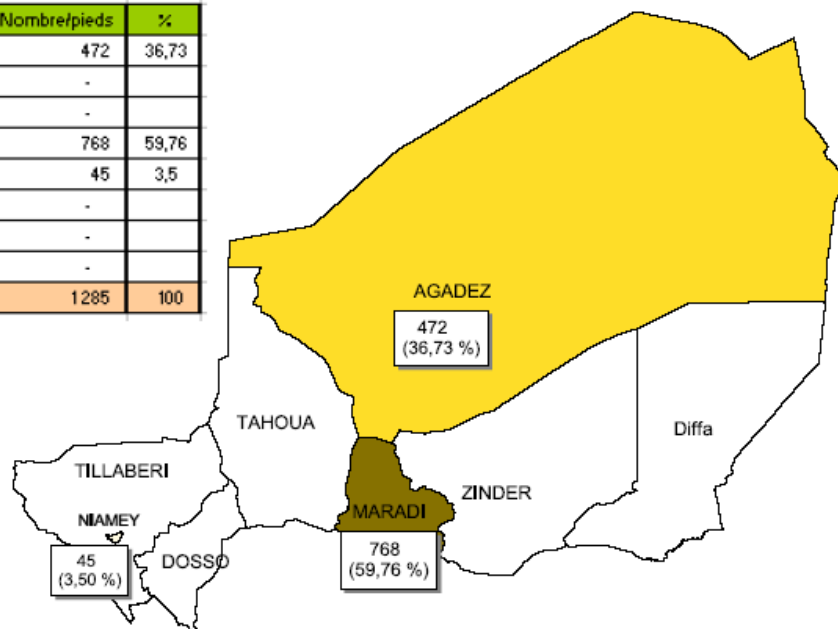 Nombre/pieds %
472 36,73
-
-
768 59,76
45 3,5
-
-
-
1285 100
AGADEZ
472
(36,73 %)
TAHOUA
Diffa
TILLABERI
ZINDER
NIAMEY
MARADI
45
(3,50 %)
DOSSO
768
(59,76 %)